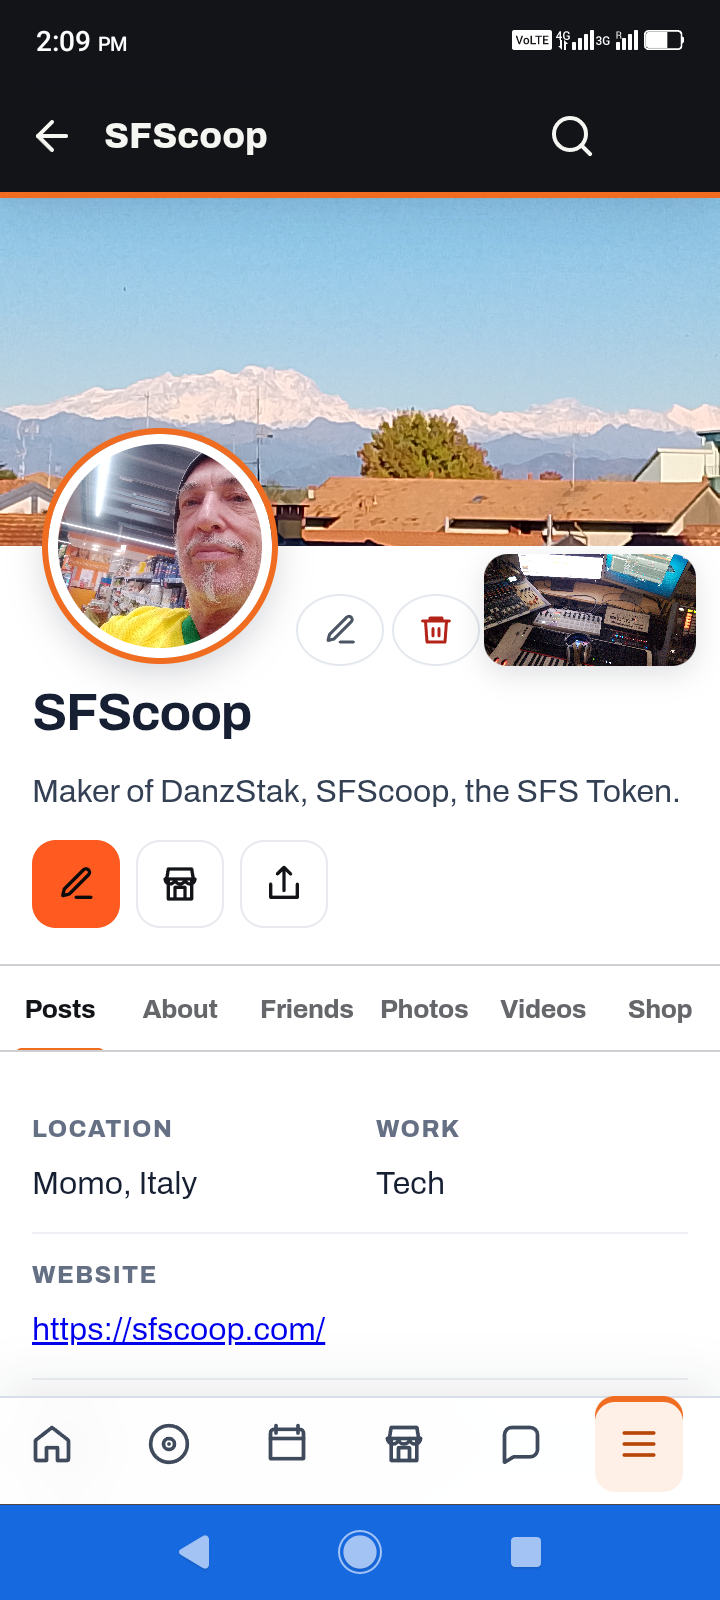 2:09 PM
VoLTE 4G 3G R
SFScoop
SFScoop
Maker of DanzStak, SFScoop, the SFS Token.
Posts About Friends Photos Videos Shop
LOCATION WORK
Momo, Italy Tech
WEBSITE
https://sfscoop.com/